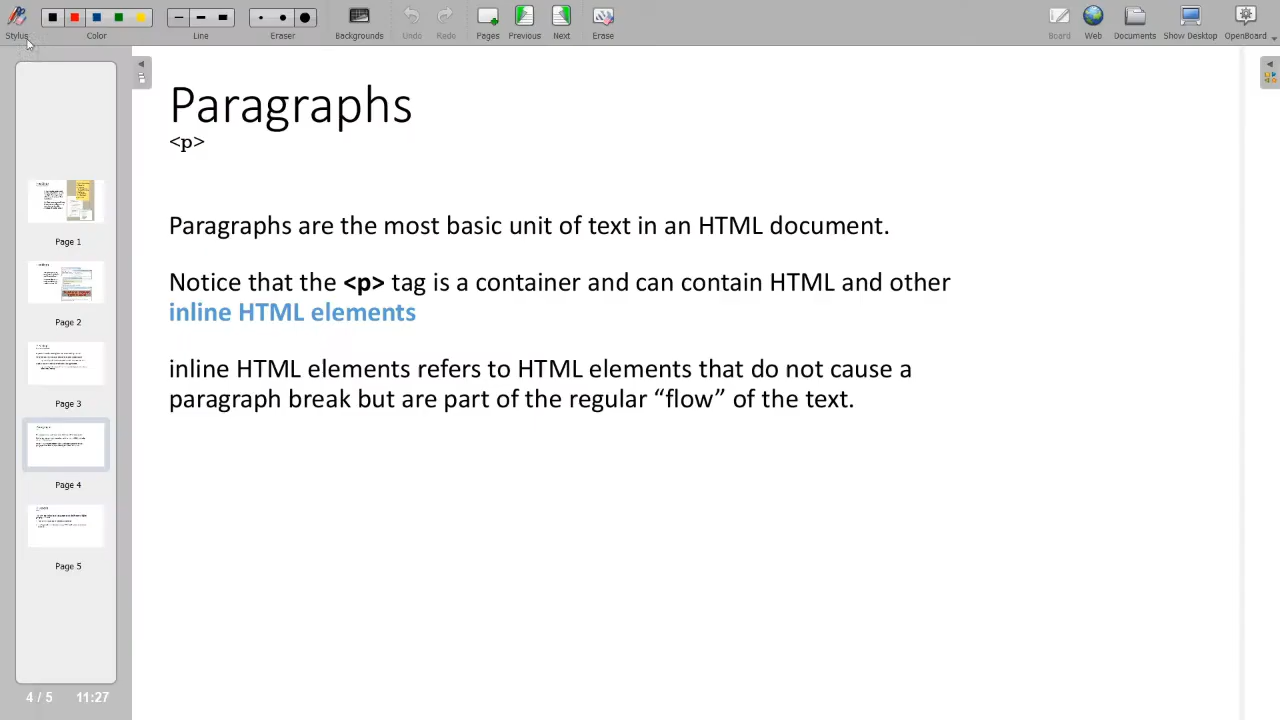 Stylus
Color
Line
Eraser
Backgrounds
Undo
Redo
Pages
Previous
Next
Erase
Board
Web
Documents
Show Desktop
OpenBoard
Page 1
Page 2
Page 3
Page 4
Page 5
4 / 5 11:27
Paragraphs
<p>
Paragraphs are the most basic unit of text in an HTML document.
Notice that the <p> tag is a container and can contain HTML and other
inline HTML elements
inline HTML elements refers to HTML elements that do not cause a
paragraph break but are part of the regular “flow” of the text.